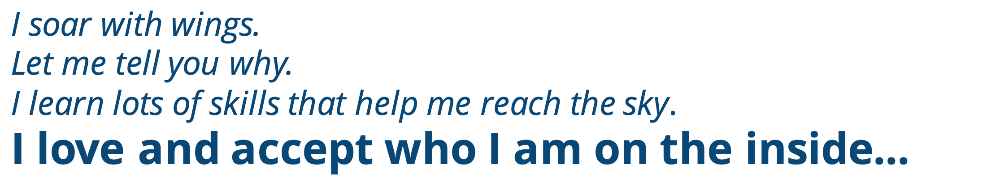 I soar with wings.
Let me tell you why.
I learn lots of skills that help me reach the sky.
I love and accept who I am on the inside...